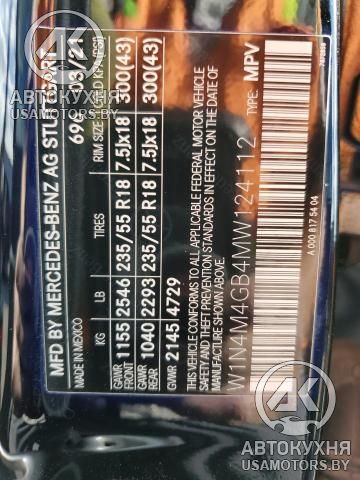 MFD BY MERCEDES-BENZ AG STUTTGART
MADE IN MEXICO
03/21
KG LB TIRES RIM SIZE KPA (PSI)
GAWR FRONT 1155 2546 235/55 R18 7.5Jx18 300(43)
GAWR REAR 1040 2293 235/55 R18 7.5Jx18 300(43)
GVWR 2145 4729
THIS VEHICLE CONFORMS TO ALL APPLICABLE FEDERAL MOTOR VEHICLE
SAFETY, THEFT PREVENTION AND BUMPER STANDARDS IN EFFECT ON THE DATE OF
MANUFACTURE SHOWN ABOVE.
W1N4M4GB4MW124112 TYPE: MPV
A 000 817 54 04
АВТОКУХНЯ
USAMOTORS.BY
АВТОКУХНЯ
USAMOTORS.BY